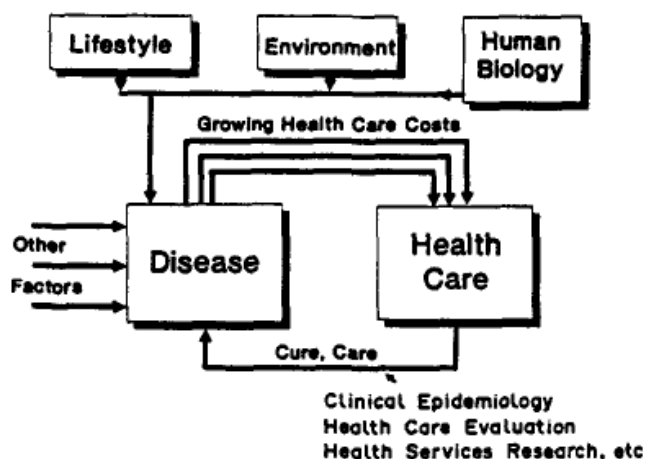 Lifestyle
Environment
Human
Biology
Growing Health Care Costs
Other
Factors
Disease
Health
Care
Cure, Care
Clinical Epidemiology
Health Care Evaluation
Health Services Research, etc